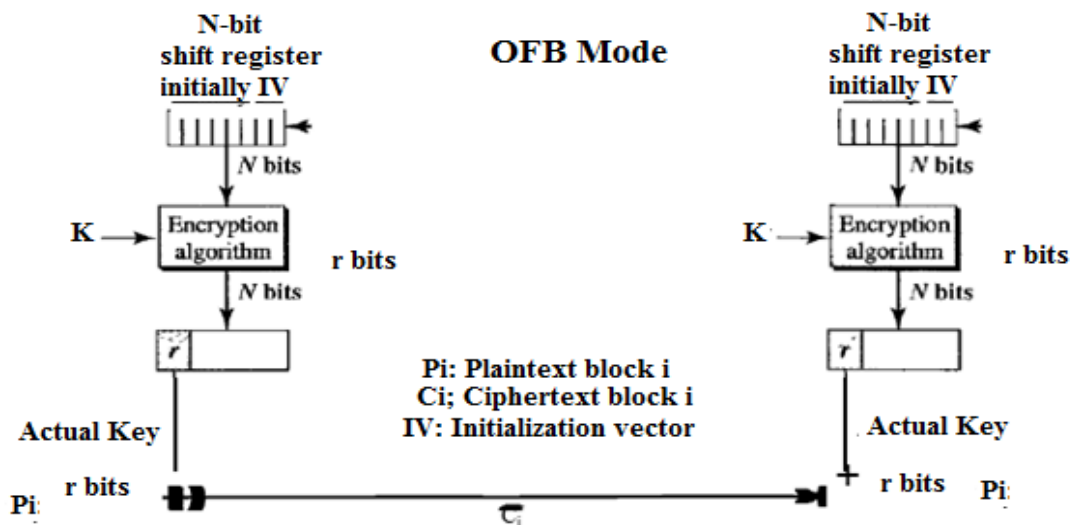 N-bit
shift register
initially IV
OFB Mode
N-bit
shift register
initially IV
N bits
N bits
K
Encryption
algorithm
r bits
K
Encryption
algorithm
r bits
N bits
N bits
r
r
Pi: Plaintext block i
Ci; Ciphertext block i
IV: Initialization vector
Actual Key
Actual Key
r bits
r bits
Pi:
Pi:
Ci